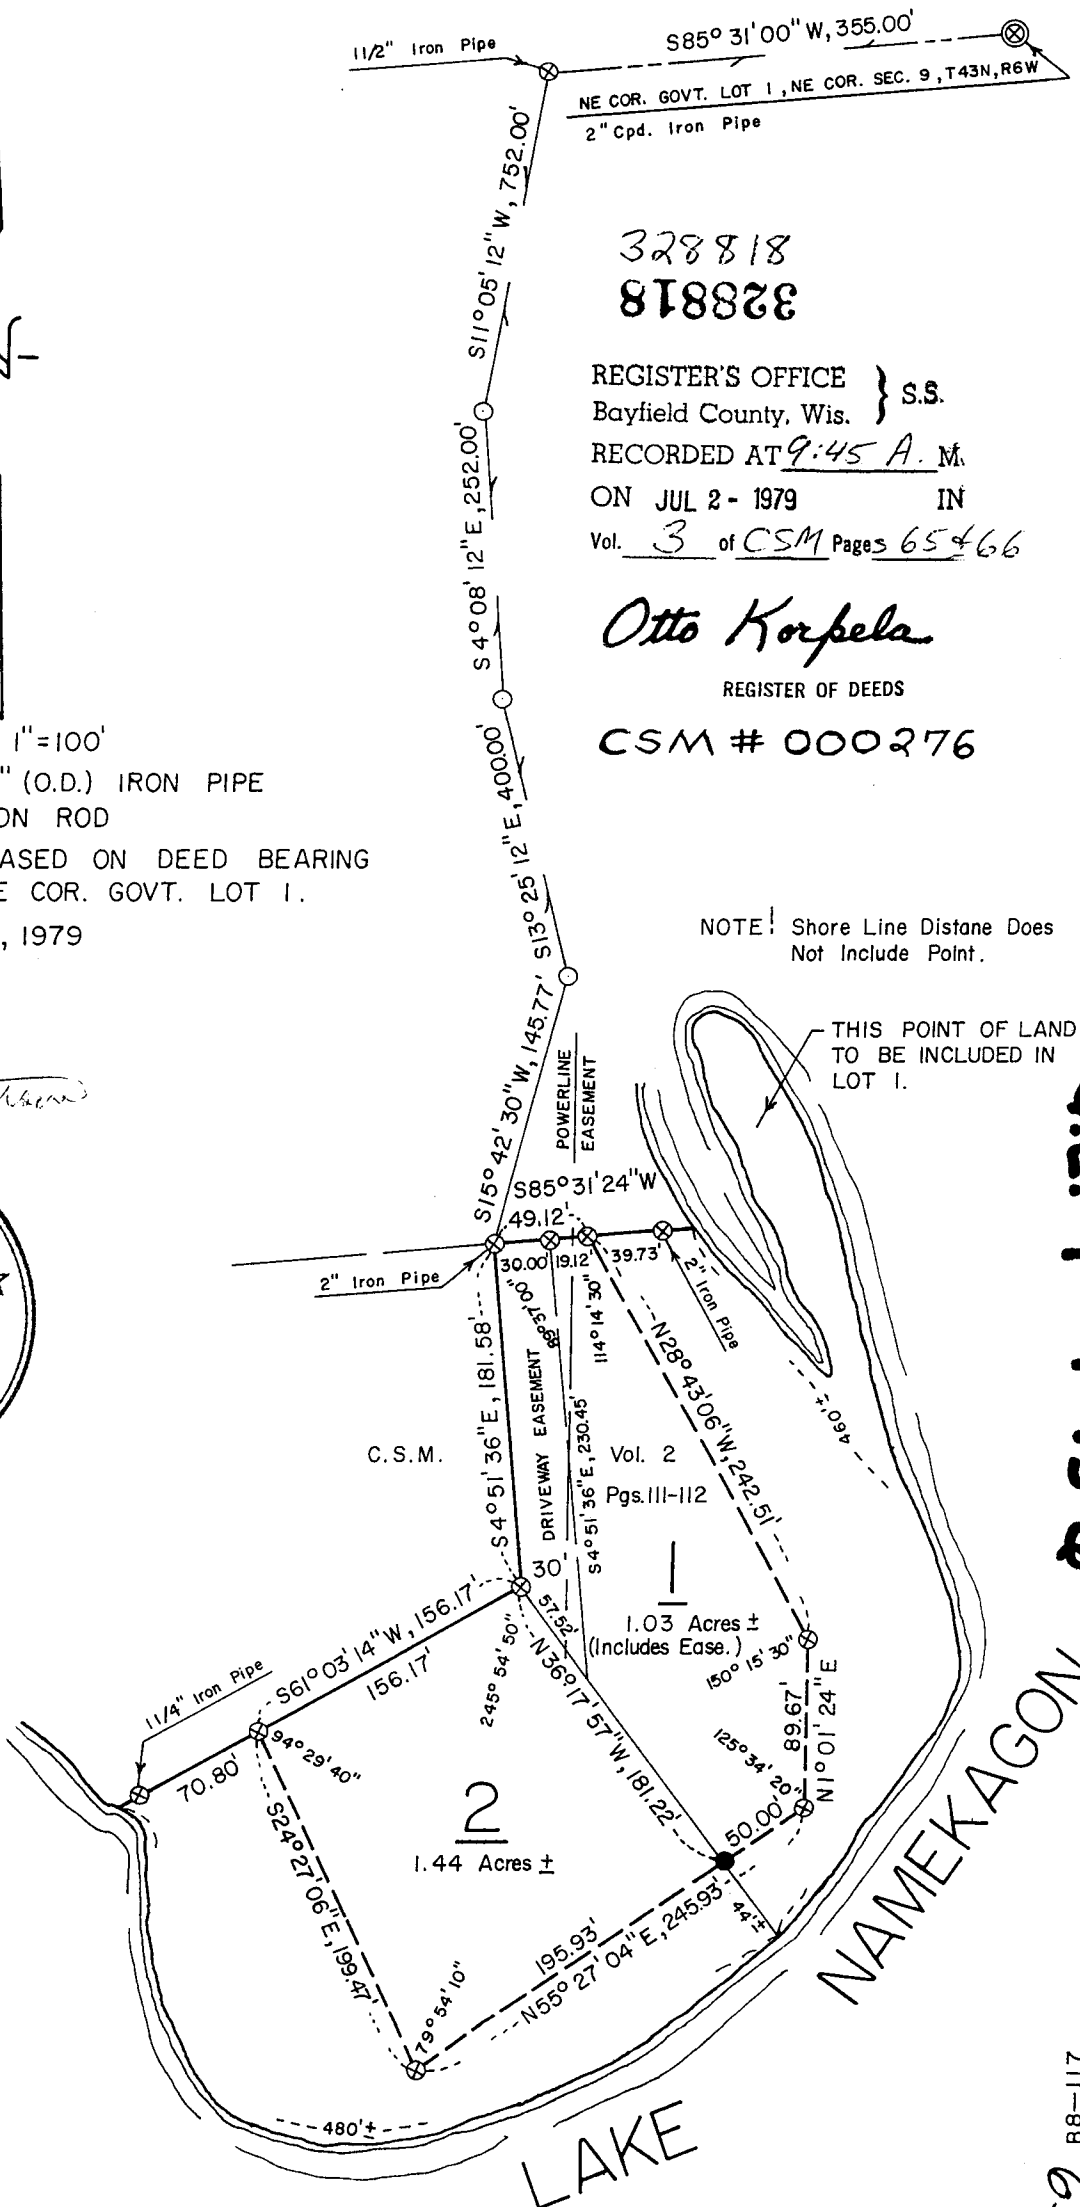 11/2" Iron Pipe
S85° 31' 00" W, 355.00'
NE COR. GOVT. LOT 1, NE COR. SEC. 9, T43N, R6W
2" Cpd. Iron Pipe
S11° 05' 12" W, 752.00'
328818
328818
REGISTER'S OFFICE } S.S.
Bayfield County, Wis.
RECORDED AT 9:45 A. M.
ON JUL 2 - 1979 IN
Vol. 3 of CSM Pages 65 & 66
Otto Korpela
REGISTER OF DEEDS
CSM # 000276
S 4° 08' 12" E, 252.00'
1"=100'
" (O.D.) IRON PIPE
ON ROD
ASED ON DEED BEARING
E COR. GOVT. LOT 1.
, 1979
S13° 25' 12" E, 400.00'
NOTE! Shore Line Distane Does
Not Include Point.
THIS POINT OF LAND
TO BE INCLUDED IN
LOT 1.
S15° 42' 30" W, 145.77'
POWERLINE
EASEMENT
S85° 31' 24" W
49.12'
30.00' 19.12' 39.73'
2" Iron Pipe
2" Iron Pipe
89° 37' 00"
114° 14' 30"
S 4° 51' 36" E, 181.58'
DRIVEWAY EASEMENT
S4° 51' 36" E, 230.45'
N28° 43' 06" W, 242.51'
460'±
C.S.M.
Vol. 2
Pgs. 111-112
30'
1
1.03 Acres ±
(Includes Ease.)
57.52'
N36° 17' 57" W, 181.22'
245° 54' 50"
150° 15' 30"
89.67'
N1° 01' 24" E
125° 34' 20"
S61° 03' 14" W, 156.17'
156.17'
11/4" Iron Pipe
70.80'
94° 29' 40"
S24° 27' 06" E, 199.47'
2
1.44 Acres ±
50.00'
44'±
195.93'
N55° 27' 04" E, 245.93'
79° 54' 10"
480'±
LAKE
NAMEKAGON
88-117